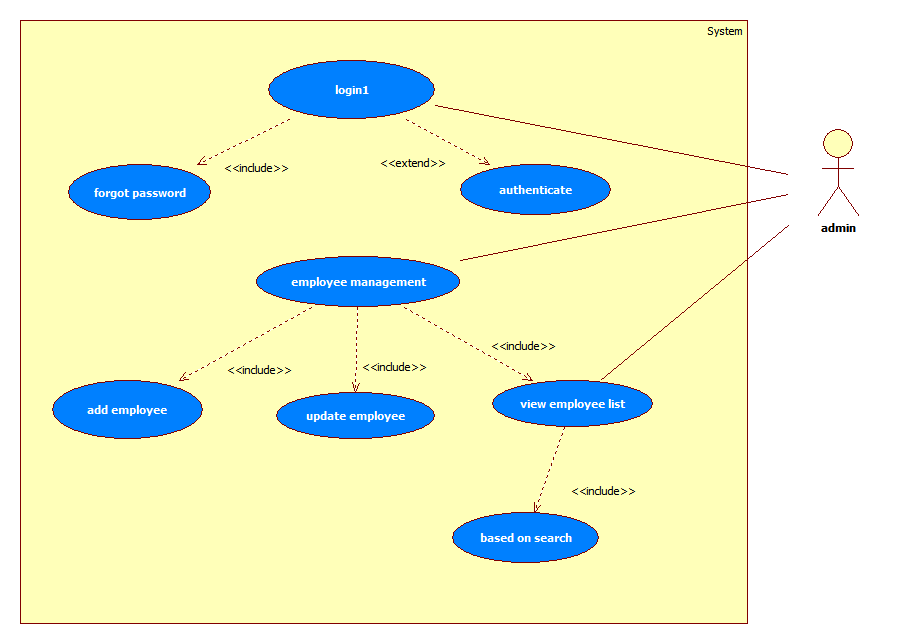 System
login1
<<include>>
<<extend>>
forgot password
authenticate
admin
employee management
<<include>>
<<include>>
<<include>>
add employee
update employee
view employee list
<<include>>
based on search